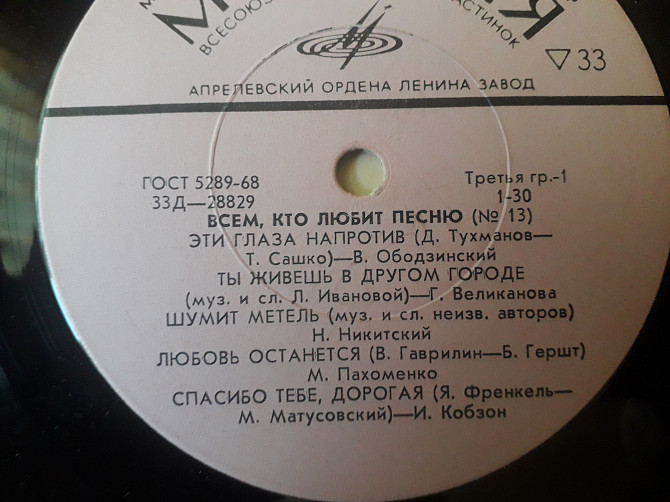 ВСЕСОЮЗ
АСТИНОК
▽33
АПРЕЛЕВСКИЙ ОРДЕНА ЛЕНИНА ЗАВОД
ГОСТ 5289-68
Третья гр.-1
33Д—28829
1-30
ВСЕМ, КТО ЛЮБИТ ПЕСНЮ (№ 13)
ЭТИ ГЛАЗА НАПРОТИВ (Д. Тухманов—
Т. Сашко)—В. Ободзинский
ТЫ ЖИВЕШЬ В ДРУГОМ ГОРОДЕ
(муз. и сл. Л. Ивановой)—Г. Великанова
ШУМИТ МЕТЕЛЬ (муз. и сл. неизв. авторов)
Н. Никитский
ЛЮБОВЬ ОСТАНЕТСЯ (В. Гаврилин—Б. Гершт)
М. Пахоменко
СПАСИБО ТЕБЕ, ДОРОГАЯ (Я. Френкель—
М. Матусовский)—И. Кобзон